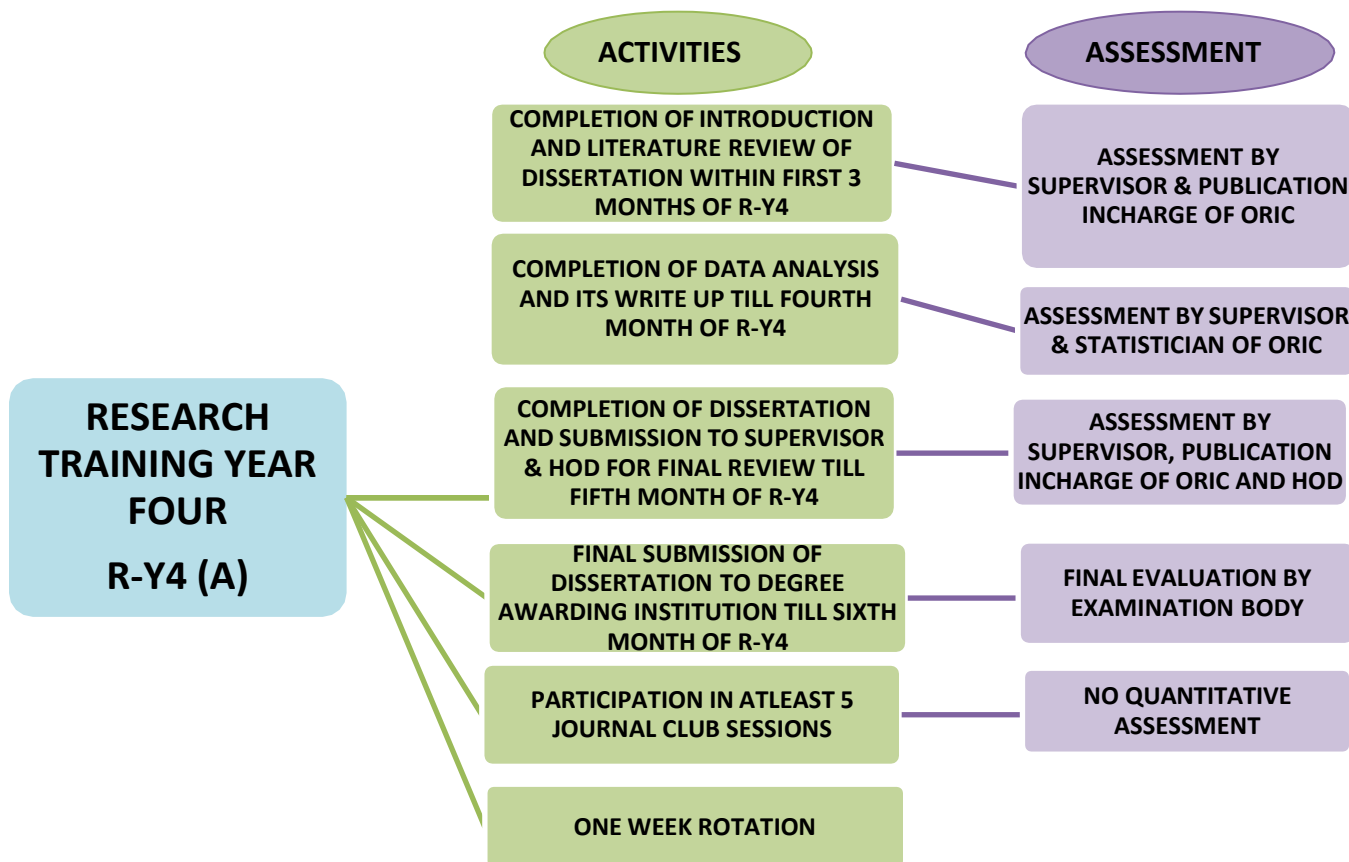 ACTIVITIES
ASSESSMENT
COMPLETION OF INTRODUCTION
AND LITERATURE REVIEW OF
DISSERTATION WITHIN FIRST 3
MONTHS OF R-Y4
ASSESSMENT BY
SUPERVISOR & PUBLICATION
INCHARGE OF ORIC
COMPLETION OF DATA ANALYSIS
AND ITS WRITE UP TILL FOURTH
MONTH OF R-Y4
ASSESSMENT BY SUPERVISOR
& STATISTICIAN OF ORIC
RESEARCH
TRAINING YEAR
FOUR
R-Y4 (A)
COMPLETION OF DISSERTATION
AND SUBMISSION TO SUPERVISOR
& HOD FOR FINAL REVIEW TILL
FIFTH MONTH OF R-Y4
ASSESSMENT BY
SUPERVISOR, PUBLICATION
INCHARGE OF ORIC AND HOD
FINAL SUBMISSION OF
DISSERTATION TO DEGREE
AWARDING INSTITUTION TILL SIXTH
MONTH OF R-Y4
FINAL EVALUATION BY
EXAMINATION BODY
PARTICIPATION IN ATLEAST 5
JOURNAL CLUB SESSIONS
NO QUANTITATIVE
ASSESSMENT
ONE WEEK ROTATION